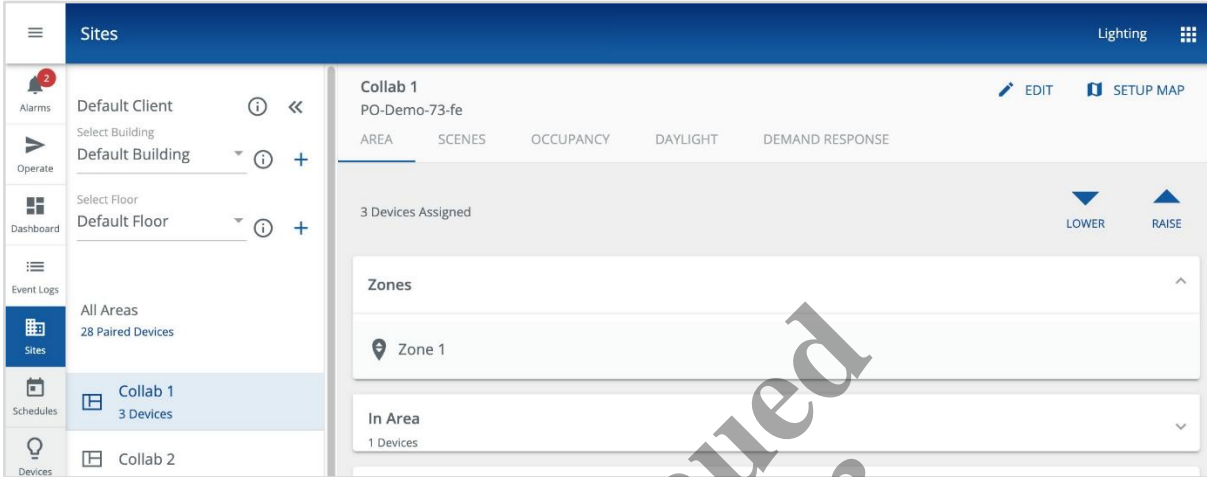 Sites
Lighting
2
Alarms
Operate
Dashboard
Event Logs
Sites
Schedules
Devices
Default Client
Select Building
Default Building
Select Floor
Default Floor
All Areas
28 Paired Devices
Collab 1
3 Devices
Collab 2
Collab 1
PO-Demo-73-fe
EDIT
SETUP MAP
AREA SCENES OCCUPANCY DAYLIGHT DEMAND RESPONSE
3 Devices Assigned
LOWER
RAISE
Zones
Zone 1
In Area
1 Devices